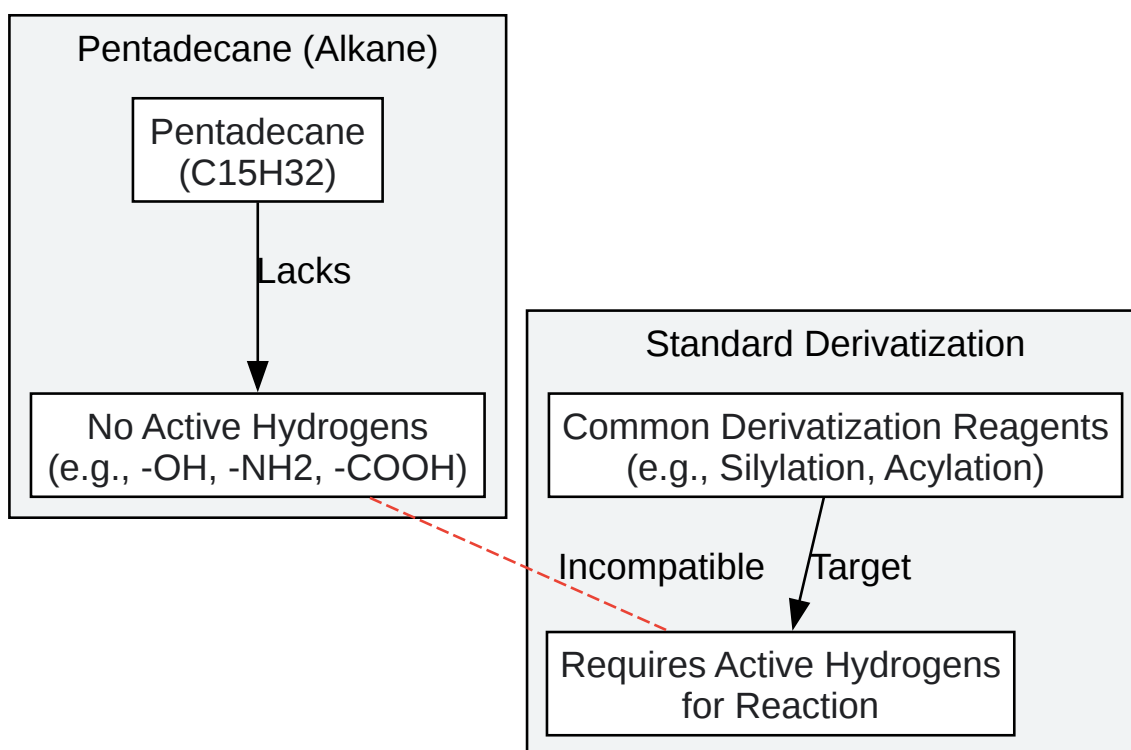 Pentadecane (Alkane)
Pentadecane
(C15H32)
Lacks
No Active Hydrogens
(e.g., -OH, -NH2, -COOH)
Standard Derivatization
Common Derivatization Reagents
(e.g., Silylation, Acylation)
Incompatible
Target
Requires Active Hydrogens
for Reaction